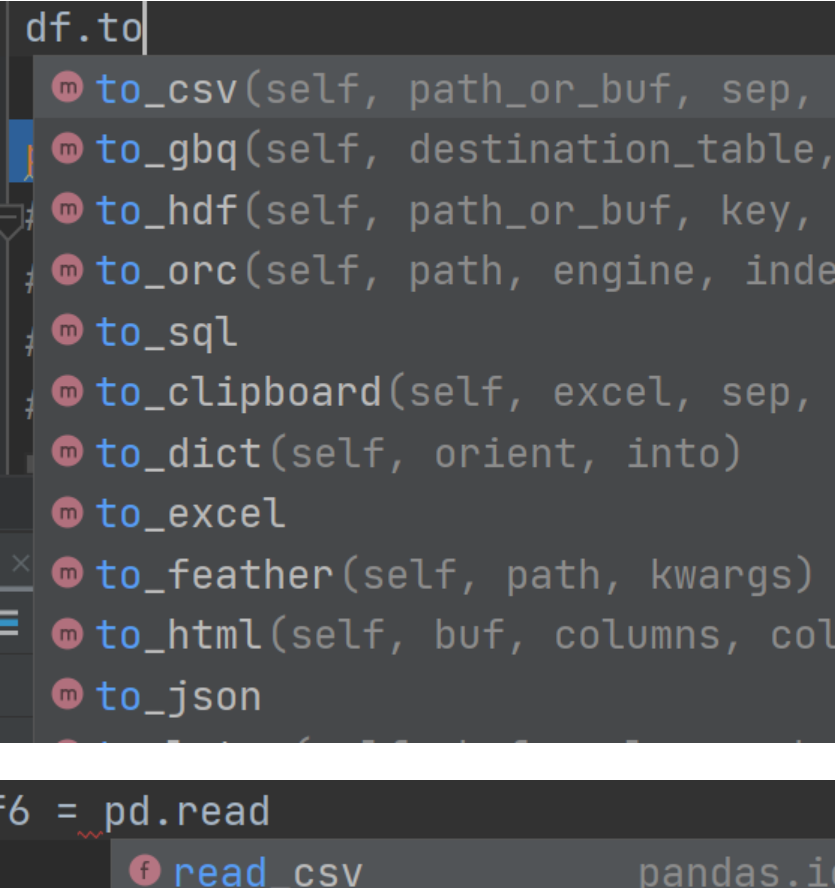 df.to
to_csv(self, path_or_buf, sep,
to_gbq(self, destination_table,
to_hdf(self, path_or_buf, key,
to_orc(self, path, engine, inde
to_sql
to_clipboard(self, excel, sep,
to_dict(self, orient, into)
to_excel
to_feather(self, path, kwargs)
to_html(self, buf, columns, col
to_json
f6 = pd.read
read_csv pandas.io